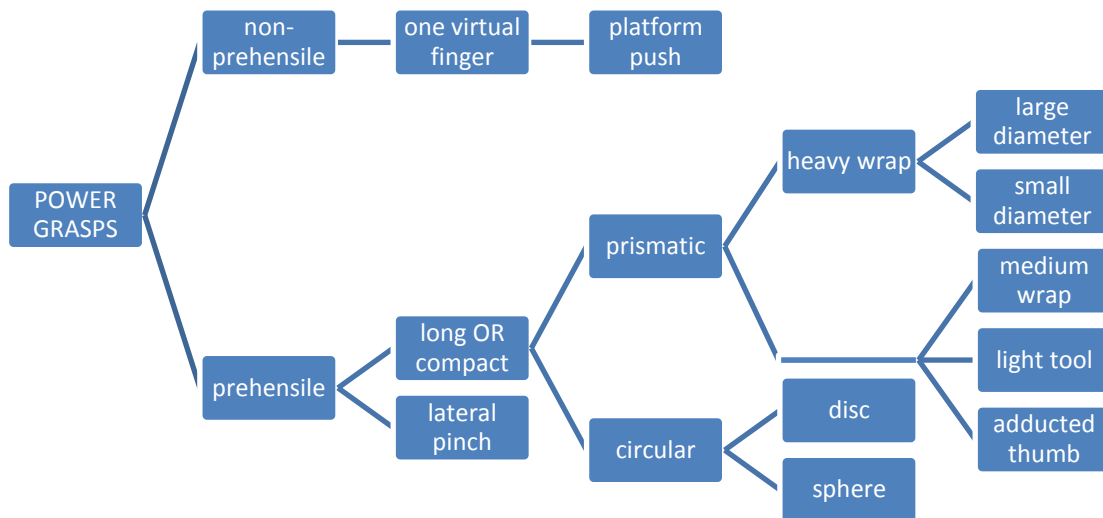 non-
prehensile
one virtual
finger
platform
push
large
diameter
heavy wrap
small
diameter
POWER
GRASPS
prismatic
medium
wrap
long OR
compact
light tool
prehensile
disc
lateral
pinch
circular
adducted
thumb
sphere